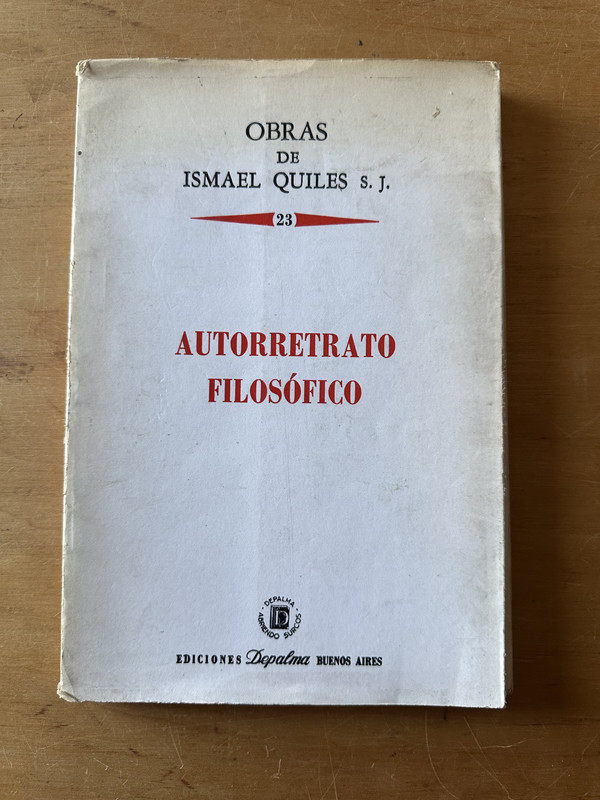 OBRAS
DE
ISMAEL QUILES S. J.
(23)
AUTORRETRATO
FILOSÓFICO
DEPALMA
D
ABRIENDO SURCOS
EDICIONES Depalma BUENOS AIRES